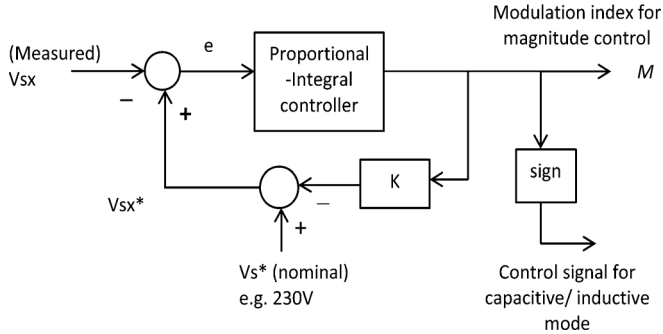 Modulation index for
magnitude control
M
(Measured)
Vsx
−
+
e
Proportional
-Integral
controller
K
−
+
sign
Vsx*
Vs* (nominal)
e.g. 230V
Control signal for
capacitive/ inductive
mode